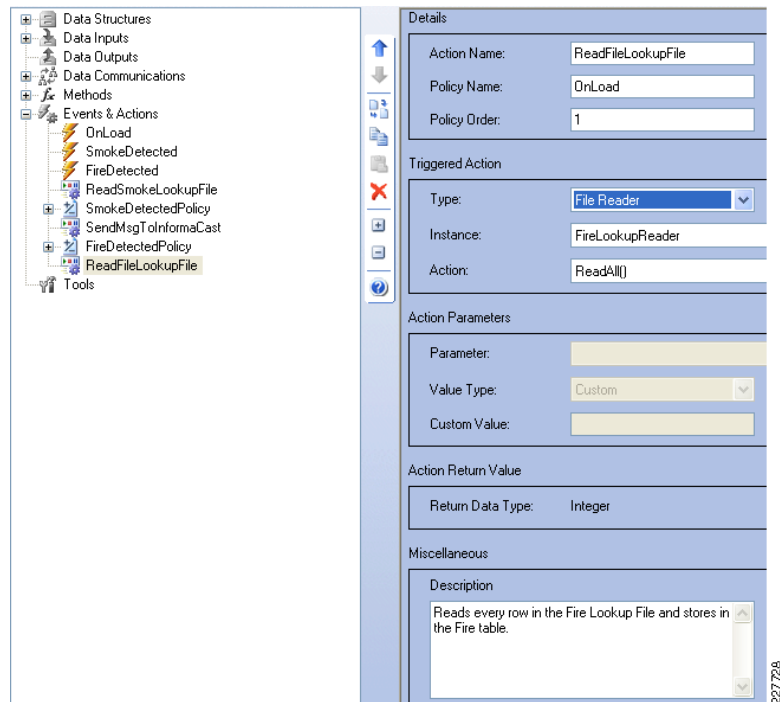 Data Structures
Data Inputs
Data Outputs
Data Communications
fx Methods
Events & Actions
OnLoad
SmokeDetected
FireDetected
ReadSmokeLookupFile
SmokeDetectedPolicy
SendMsgToInformaCast
FireDetectedPolicy
ReadFileLookupFile
Tools
Details
Action Name: ReadFileLookupFile
Policy Name: OnLoad
Policy Order: 1
Triggered Action
Type: File Reader
Instance: FireLookupReader
Action: ReadAll()
Action Parameters
Parameter:
Value Type: Custom
Custom Value:
Action Return Value
Return Data Type: Integer
Miscellaneous
Description
Reads every row in the Fire Lookup File and stores in
the Fire table.
227728